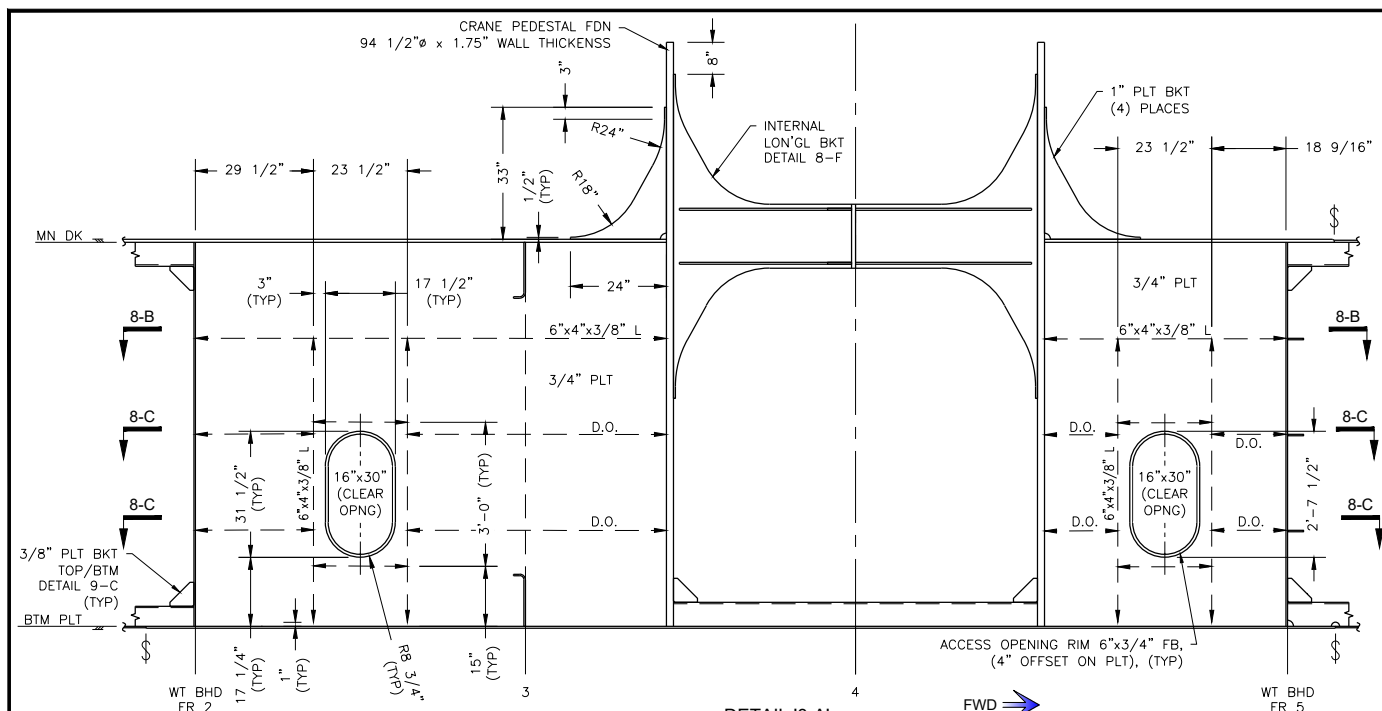 CRANE PEDESTAL FDN
94 1/2"ø x 1.75" WALL THICKENSS
8"
3"
1" PLT BKT
(4) PLACES
R24"
INTERNAL
LON'GL BKT
DETAIL 8-F
29 1/2"
23 1/2"
33"
1/2"
(TYP)
R18"
23 1/2"
18 9/16"
MN DK
3"
(TYP)
17 1/2"
(TYP)
24"
3/4" PLT
8-B
6"x4"x3/8" L
6"x4"x3/8" L
8-B
3/4" PLT
8-C
D.O.
D.O.
D.O.
8-C
31 1/2"
(TYP)
6"x4"x3/8" L
16"x30"
(CLEAR
OPNG)
3'-0" (TYP)
6"x4"x3/8" L
16"x30"
(CLEAR
OPNG)
2'-7 1/2"
8-C
D.O.
D.O.
D.O.
8-C
3/8" PLT BKT
TOP/BTM
DETAIL 9-C
(TYP)
BTM PLT
17 1/4"
(TYP)
1"
(TYP)
R8 3/4"
(TYP)
15"
(TYP)
ACCESS OPENING RIM 6"x3/4" FB,
(4" OFFSET ON PLT), (TYP)
WT BHD
FR 2
3
4
FWD
WT BHD
FR 5